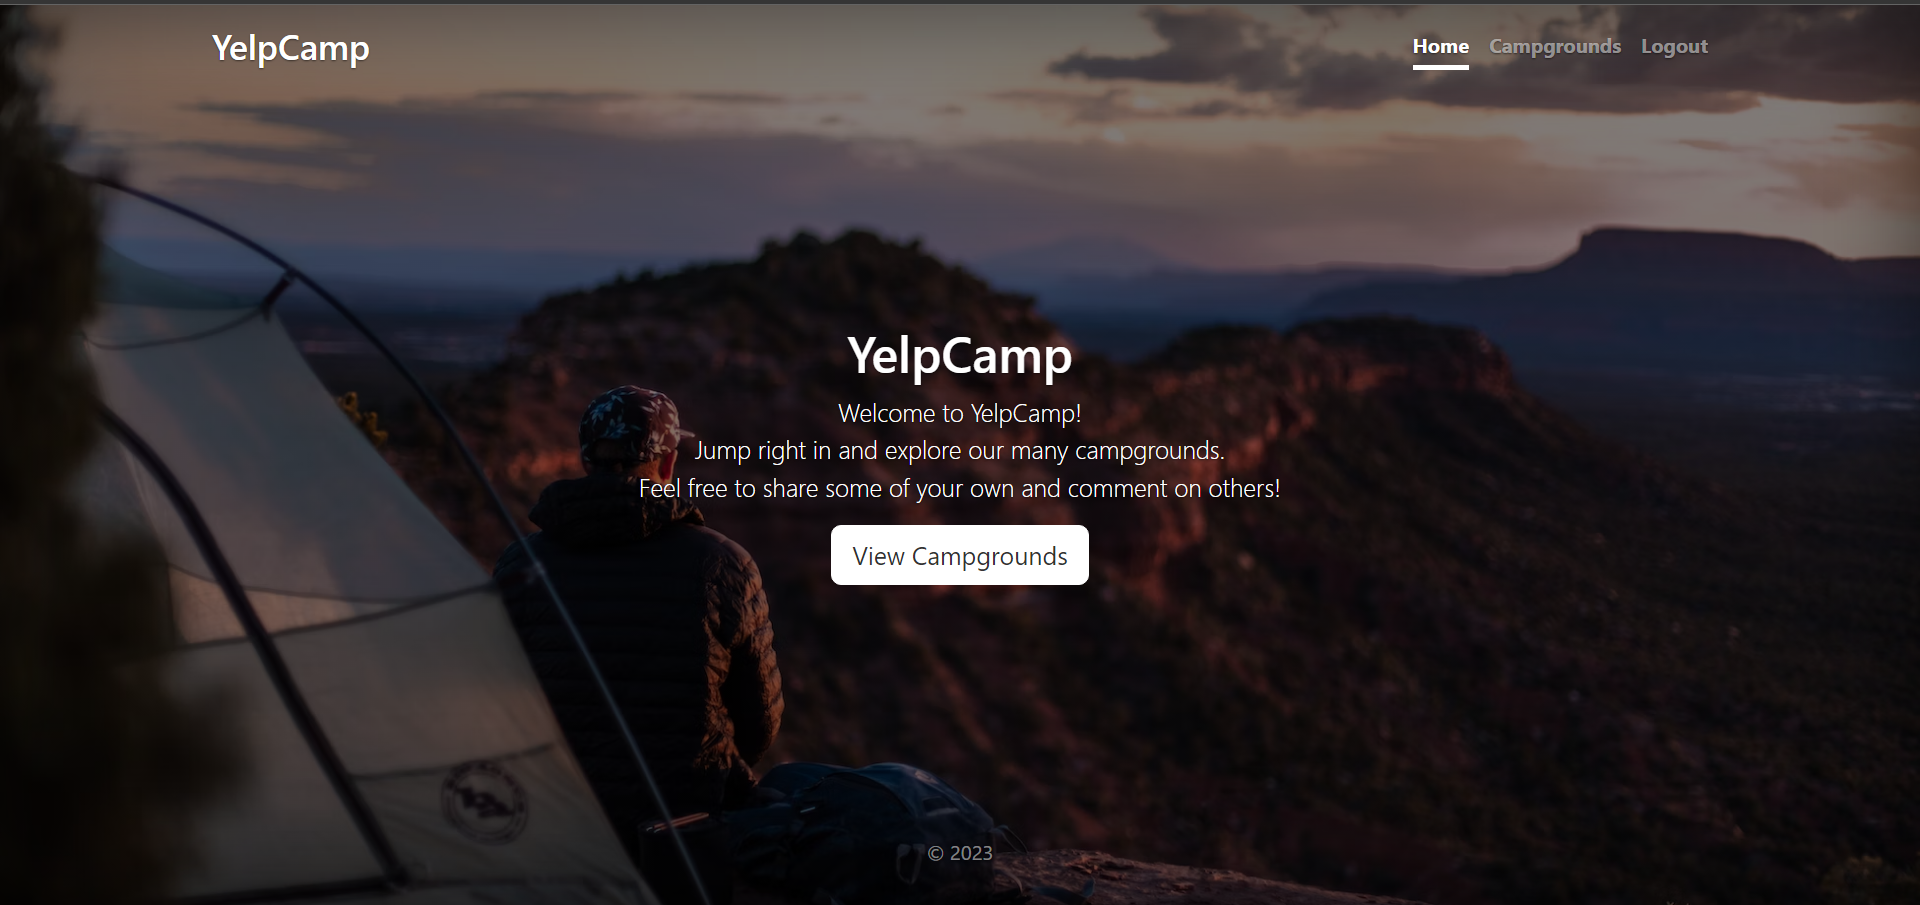 YelpCamp
Home Campgrounds Logout
YelpCamp
Welcome to YelpCamp!
Jump right in and explore our many campgrounds.
Feel free to share some of your own and comment on others!
View Campgrounds
© 2023